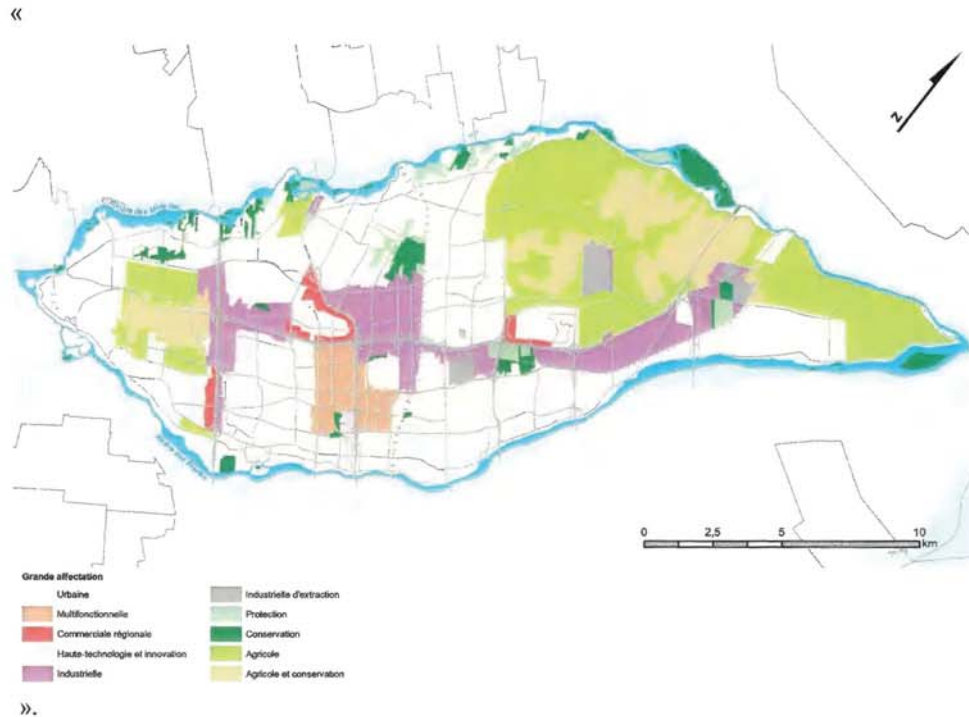 «
N
0 2,5 5 10
km
Grande affectation
Urbaine
Multifonctionnelle
Commerciale régionale
Haute-technologie et innovation
Industrielle
Industrielle d'extraction
Protection
Conservation
Agricole
Agricole et conservation
».